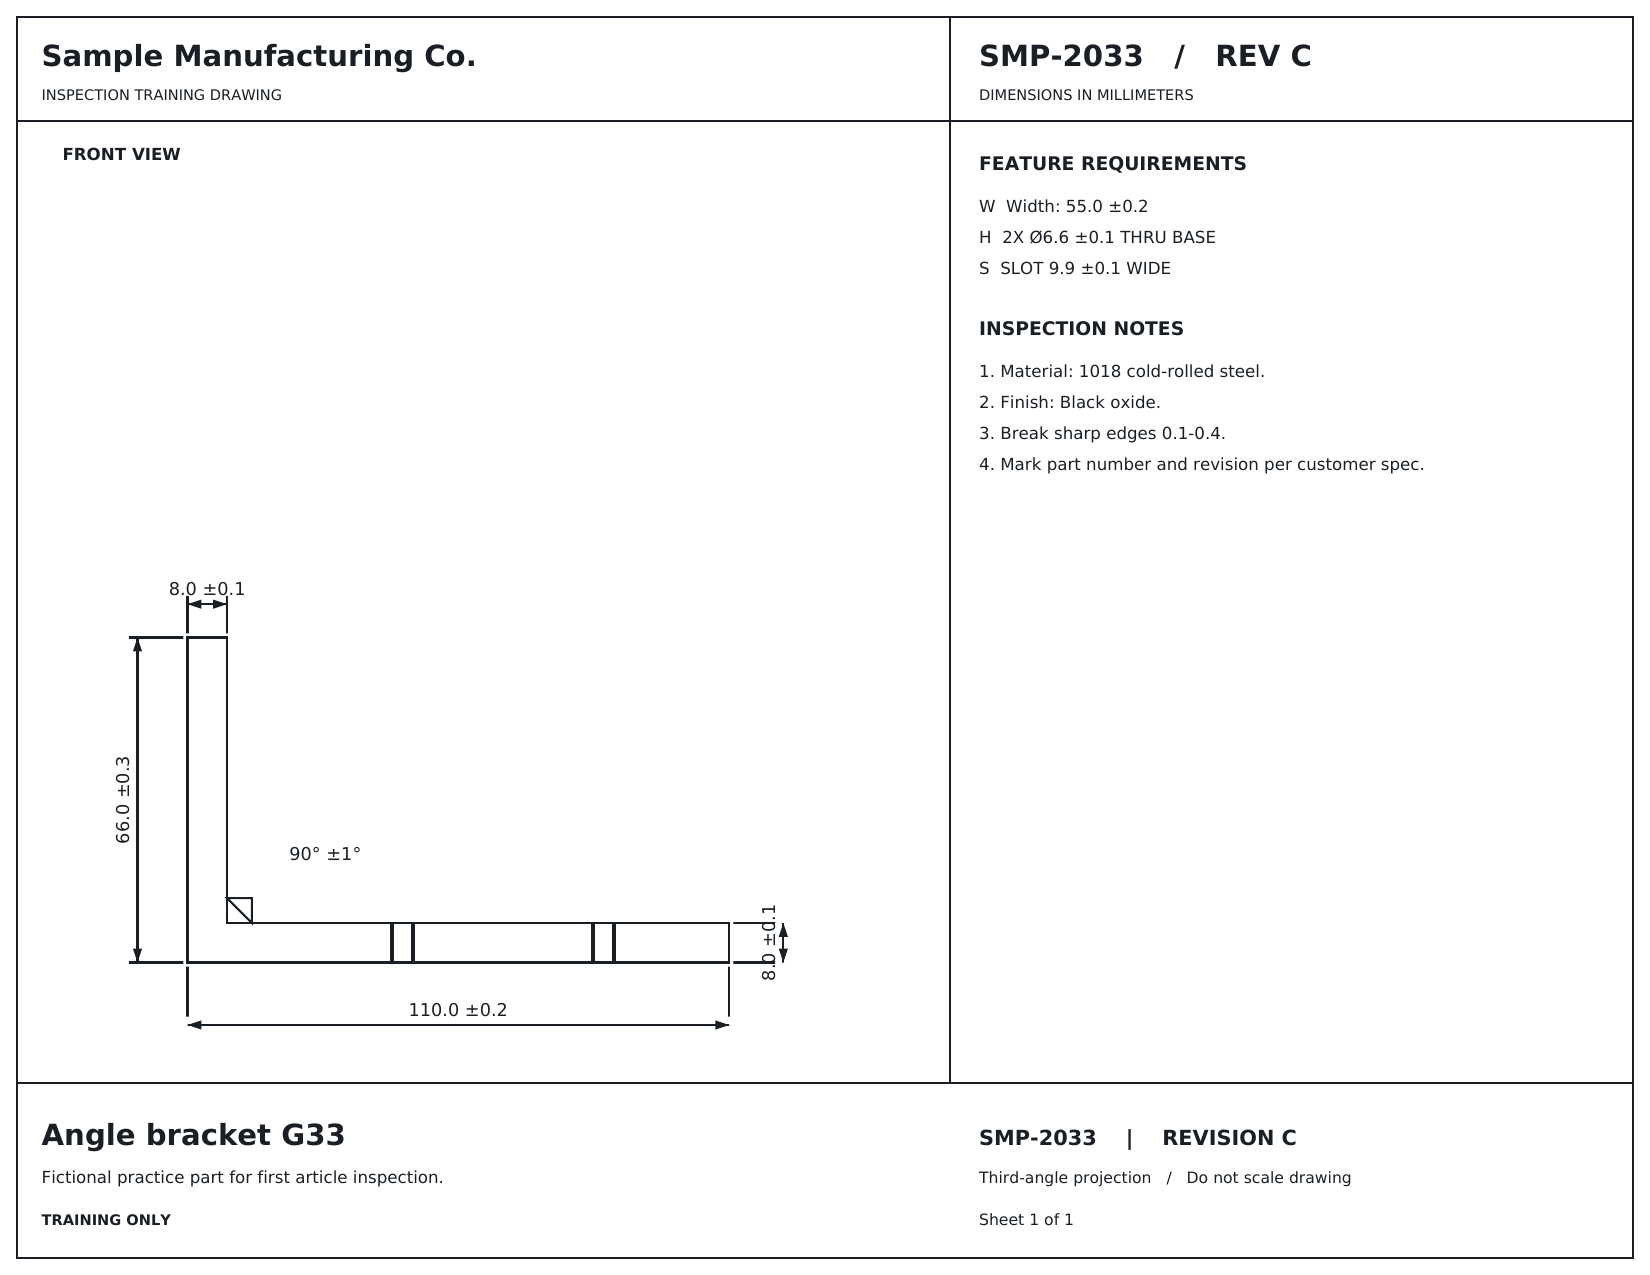 Sample Manufacturing Co.
INSPECTION TRAINING DRAWING
SMP-2033 / REV C
DIMENSIONS IN MILLIMETERS
FRONT VIEW
8.0 ±0.1
66.0 ±0.3
90° ±1°
8.0 ±0.1
110.0 ±0.2
FEATURE REQUIREMENTS
W Width: 55.0 ±0.2
H 2X Ø6.6 ±0.1 THRU BASE
S SLOT 9.9 ±0.1 WIDE
INSPECTION NOTES
1. Material: 1018 cold-rolled steel.
2. Finish: Black oxide.
3. Break sharp edges 0.1-0.4.
4. Mark part number and revision per customer spec.
Angle bracket G33
Fictional practice part for first article inspection.
TRAINING ONLY
SMP-2033 | REVISION C
Third-angle projection / Do not scale drawing
Sheet 1 of 1